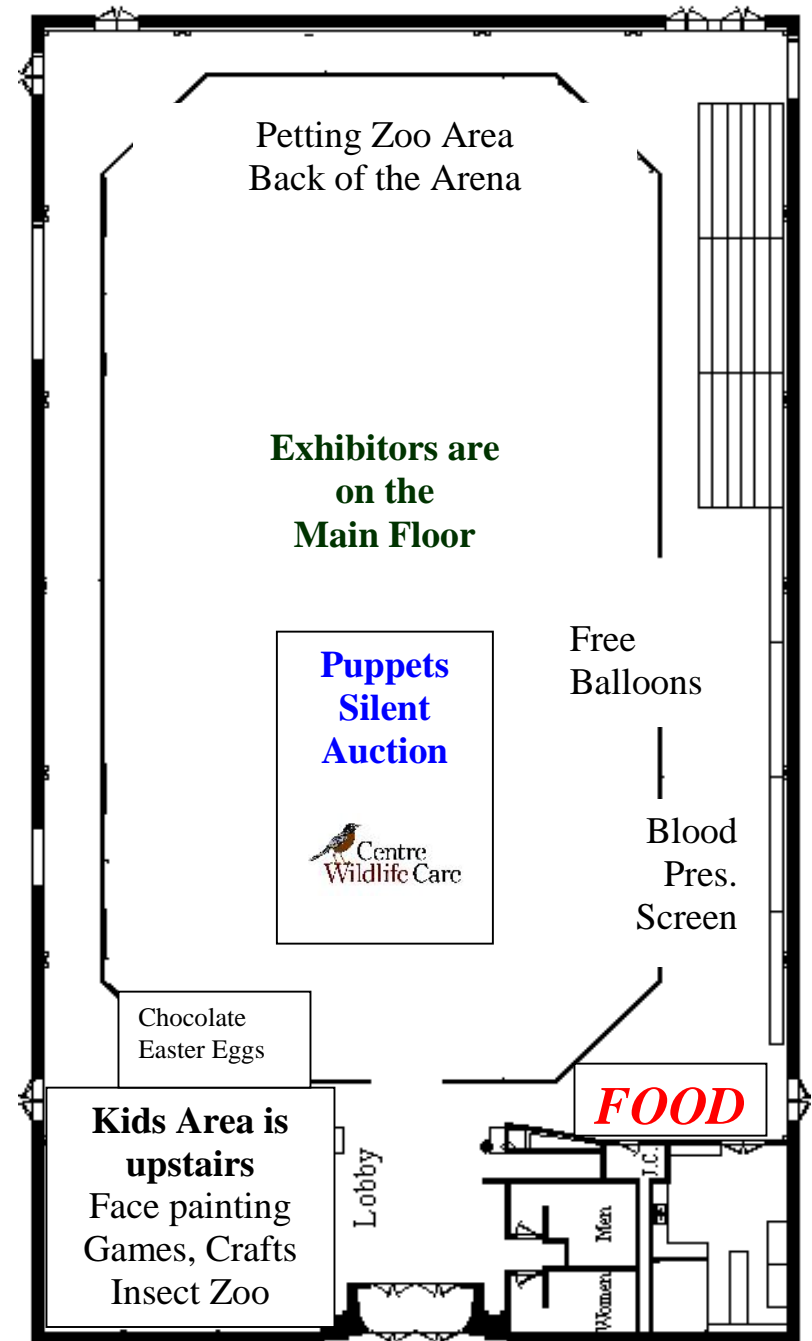 Petting Zoo Area
Back of the Arena
Exhibitors are
on the
Main Floor
Puppets
Silent
Auction
Centre
Wildlife Care
Free
Balloons
Blood
Pres.
Screen
Chocolate
Easter Eggs
FOOD
Kids Area is
upstairs
Face painting
Games, Crafts
Insect Zoo
Lobby
J.C.
Men
Women